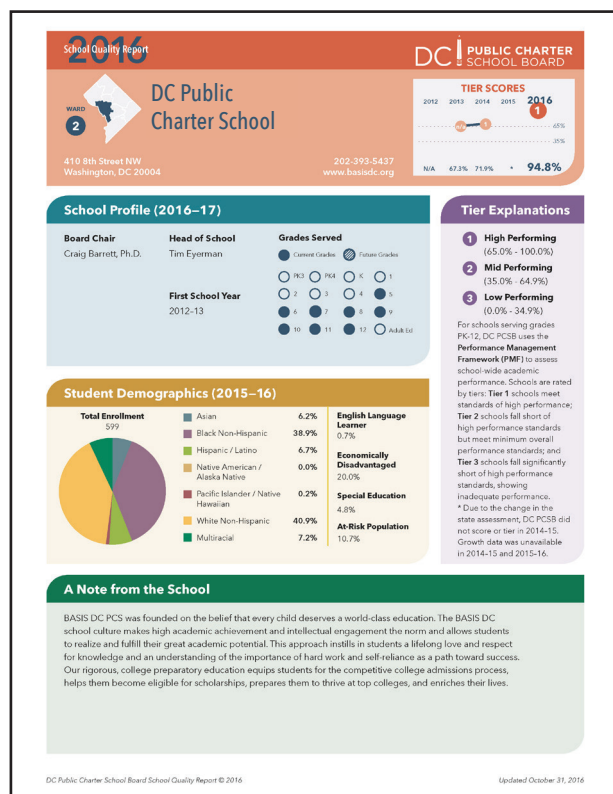 2016
School Quality Report
DC PUBLIC CHARTER
SCHOOL BOARD
WARD
2
DC Public
Charter School
410 8th Street NW
Washington, DC 20004
202-393-5437
www.basisdc.org
TIER SCORES
2012 2013 2014 2015 2016
1
n/a 1
65%
35%
N/A 67.3% 71.9% * 94.8%
School Profile (2016–17)
Board Chair
Craig Barrett, Ph.D.
Head of School
Tim Eyerman
First School Year
2012–13
Grades Served
Current Grades Future Grades
PK3 PK4 K 1
2 3 4 5
6 7 8 9
10 11 12 Adult Ed
Tier Explanations
1 High Performing
(65.0% - 100.0%)
2 Mid Performing
(35.0% - 64.9%)
3 Low Performing
(0.0% - 34.9%)
For schools serving grades
PK-12, DC PCSB uses the
Performance Management
Framework (PMF) to assess
school-wide academic
performance. Schools are rated
by tiers: Tier 1 schools meet
standards of high performance;
Tier 2 schools fall short of
high performance standards
but meet minimum overall
performance standards; and
Tier 3 schools fall significantly
short of high performance
standards, showing
inadequate performance.
* Due to the change in the
state assessment, DC PCSB did
not score or tier in 2014-15.
Growth data was unavailable
in 2014-15 and 2015-16.
Student Demographics (2015–16)
Total Enrollment
599
Asian 6.2%
Black Non-Hispanic 38.9%
Hispanic / Latino 6.7%
Native American /
Alaska Native 0.0%
Pacific Islander / Native
Hawaiian 0.2%
White Non-Hispanic 40.9%
Multiracial 7.2%
English Language
Learner
0.7%
Economically
Disadvantaged
20.0%
Special Education
4.8%
At-Risk Population
10.7%
A Note from the School
BASIS DC PCS was founded on the belief that every child deserves a world-class education. The BASIS DC
school culture makes high academic achievement and intellectual engagement the norm and allows students
to realize and fulfill their great academic potential. This approach instills in students a lifelong love and respect
for knowledge and an understanding of the importance of hard work and self-reliance as a path toward success.
Our rigorous, college preparatory education equips students for the competitive college admissions process,
helps them become eligible for scholarships, prepares them to thrive at top colleges, and enriches their lives.
DC Public Charter School Board School Quality Report © 2016
Updated October 31, 2016